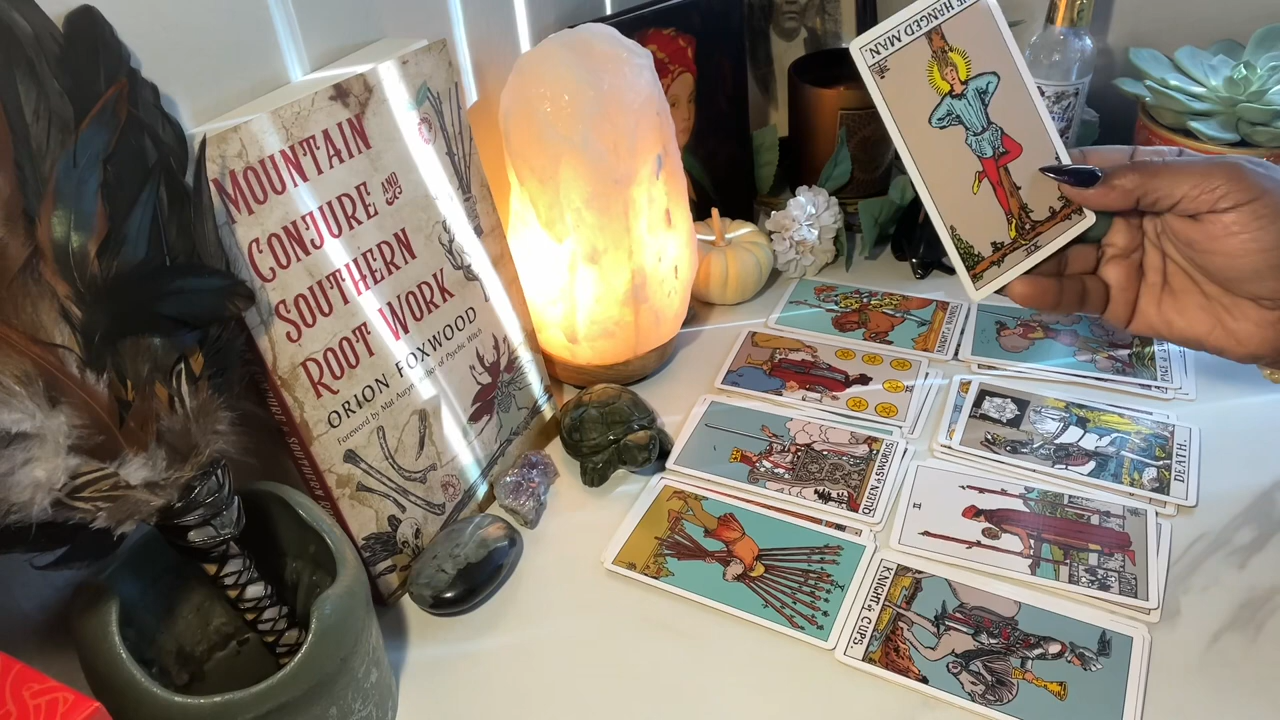 MOUNTAIN
CONJURE AND
SOUTHERN
ROOT WORK
ORION FOXWOOD
Foreword by Mat Auryn, author of Psychic Witch
THE HANGED MAN.
XII
KNIGHT of WANDS.
PAGE of SWORDS
QUEEN of SWORDS
DEATH.
II
KNIGHT of CUPS.